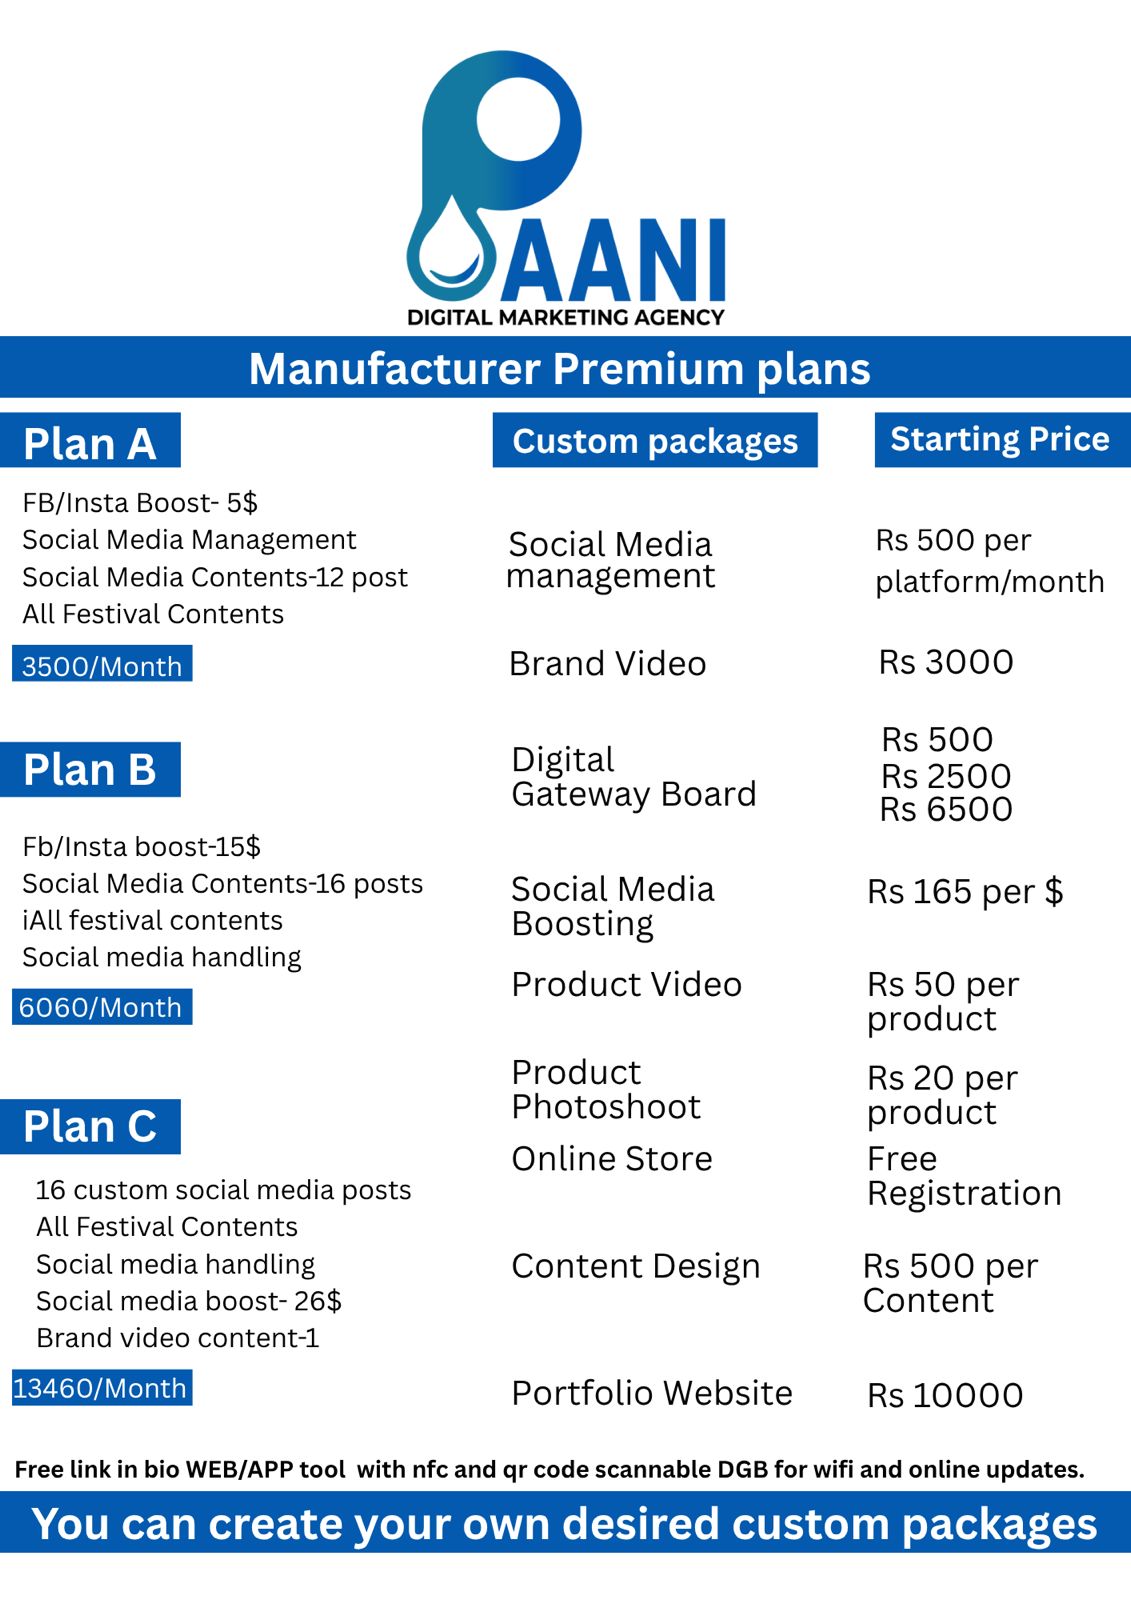 PAANI
DIGITAL MARKETING AGENCY
Manufacturer Premium plans
Plan A
FB/Insta Boost- 5$
Social Media Management
Social Media Contents-12 post
All Festival Contents
3500/Month
Plan B
Fb/Insta boost-15$
Social Media Contents-16 posts
iAll festival contents
Social media handling
6060/Month
Plan C
16 custom social media posts
All Festival Contents
Social media handling
Social media boost- 26$
Brand video content-1
13460/Month
Custom packages
Starting Price
Social Media
management
Rs 500 per
platform/month
Brand Video
Rs 3000
Digital
Gateway Board
Rs 500
Rs 2500
Rs 6500
Social Media
Boosting
Rs 165 per $
Product Video
Rs 50 per
product
Product
Photoshoot
Rs 20 per
product
Online Store
Free
Registration
Content Design
Rs 500 per
Content
Portfolio Website
Rs 10000
Free link in bio WEB/APP tool with nfc and qr code scannable DGB for wifi and online updates.
You can create your own desired custom packages